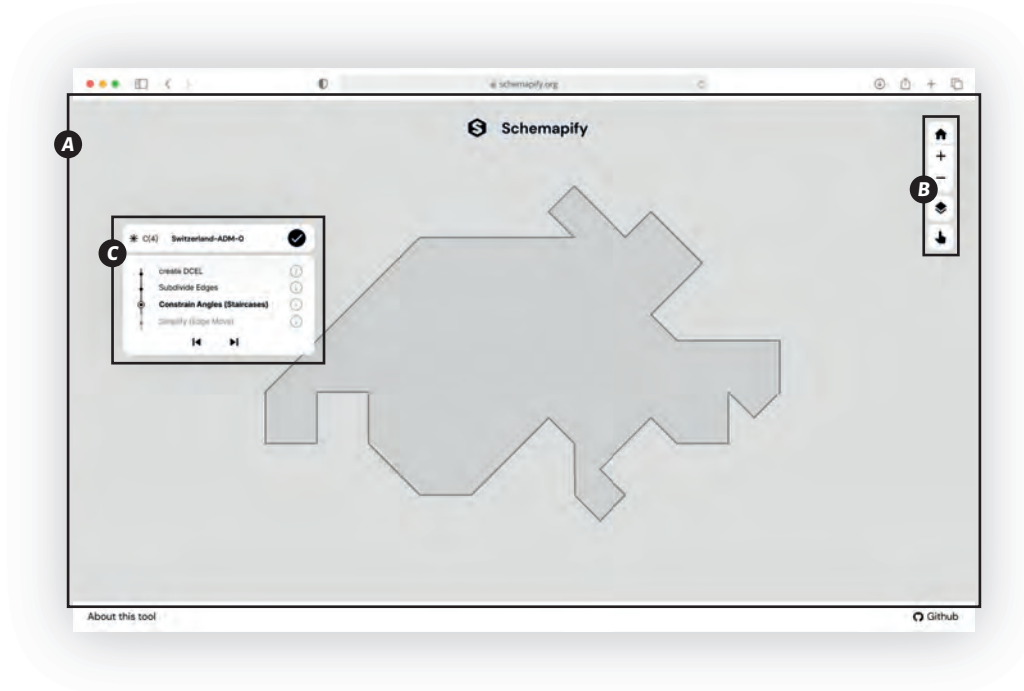 schemapify.org
Schemapify
A
B
C
C(4) Switzerland-ADM-0
create DCEL
Subdivide Edges
Constrain Angles (Staircases)
Simplify (Edge Move)
About this tool
Github